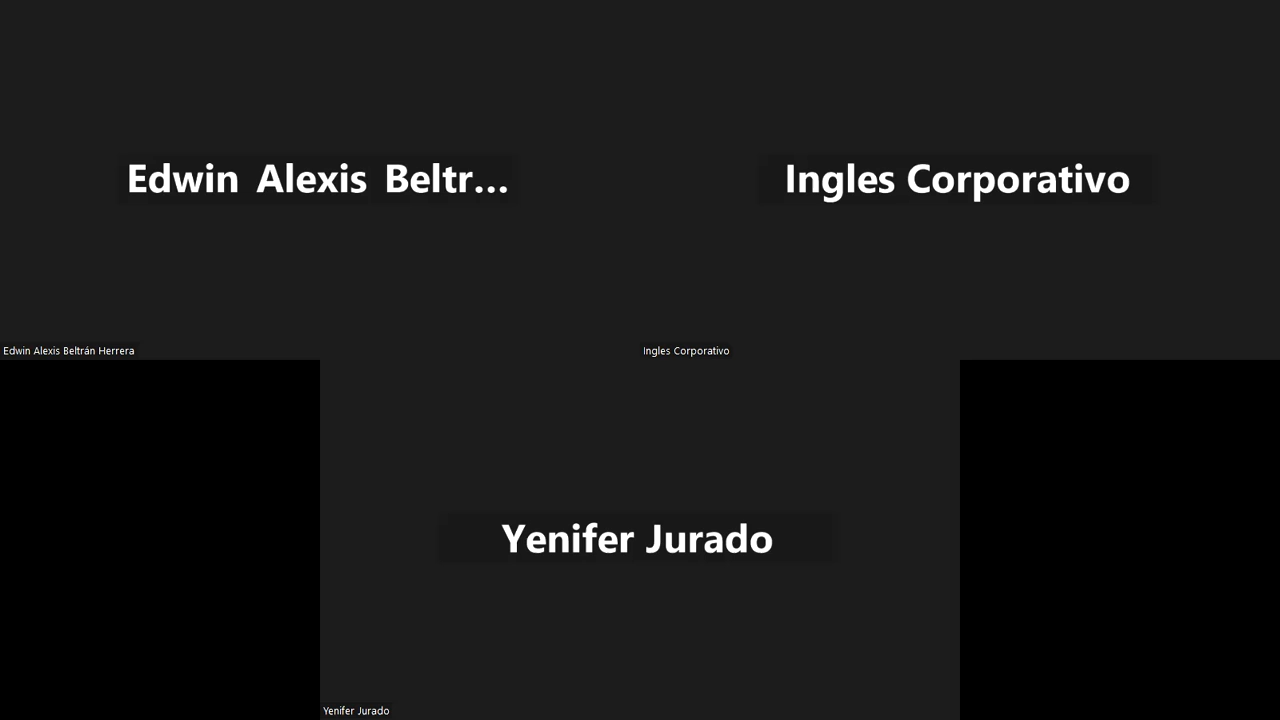 Edwin Alexis Beltr...
Ingles Corporativo
Edwin Alexis Beltrán Herrera
Ingles Corporativo
Yenifer Jurado
Yenifer Jurado